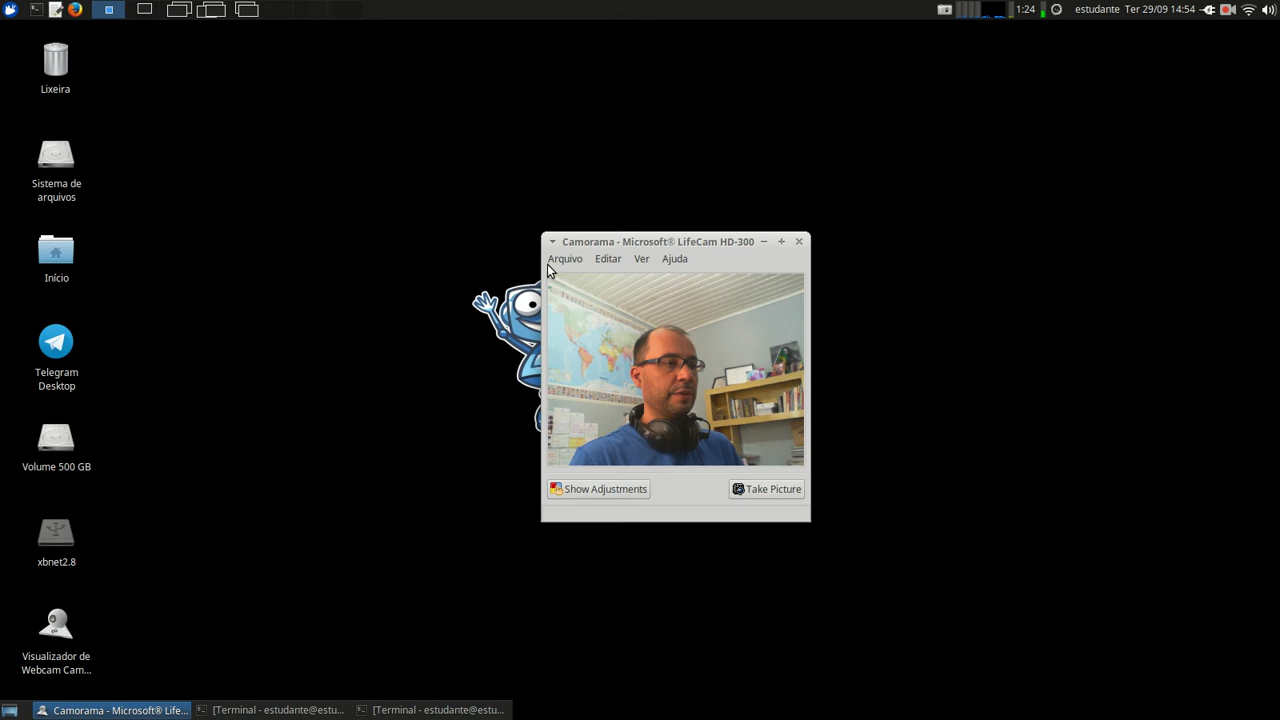 1:24
estudante Ter 29/09 14:54
Lixeira
Sistema de
arquivos
Início
Telegram
Desktop
Volume 500 GB
xbnet2.8
Visualizador de
Webcam Cam...
Camorama - Microsoft® LifeCam HD-300
Arquivo Editar Ver Ajuda
Show Adjustments
Take Picture
Camorama - Microsoft® Life...
[Terminal - estudante@estu...
[Terminal - estudante@estu...